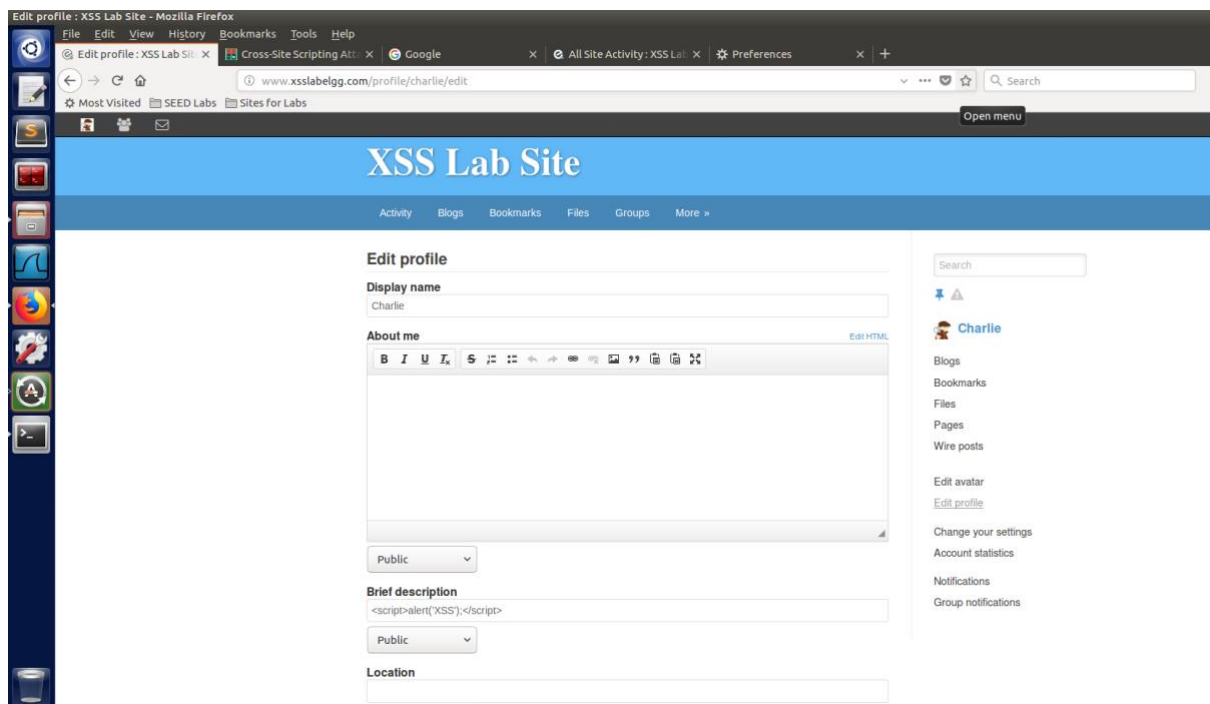 Edit profile : XSS Lab Site - Mozilla Firefox
File Edit View History Bookmarks Tools Help
Edit profile : XSS Lab Sit Cross-Site Scripting Atta Google All Site Activity : XSS Lab Preferences
www.xsslabelgg.com/profile/charlie/edit Search
Most Visited SEED Labs Sites for Labs
Open menu
XSS Lab Site
Activity Blogs Bookmarks Files Groups More »
Edit profile
Search
Display name
Charlie
Charlie
About me Edit HTML
B I U Tx S
Blogs
Bookmarks
Files
Pages
Wire posts
Edit avatar
Edit profile
Change your settings
Account statistics
Notifications
Group notifications
Public
Brief description
<script>alert('XSS');</script>
Public
Location